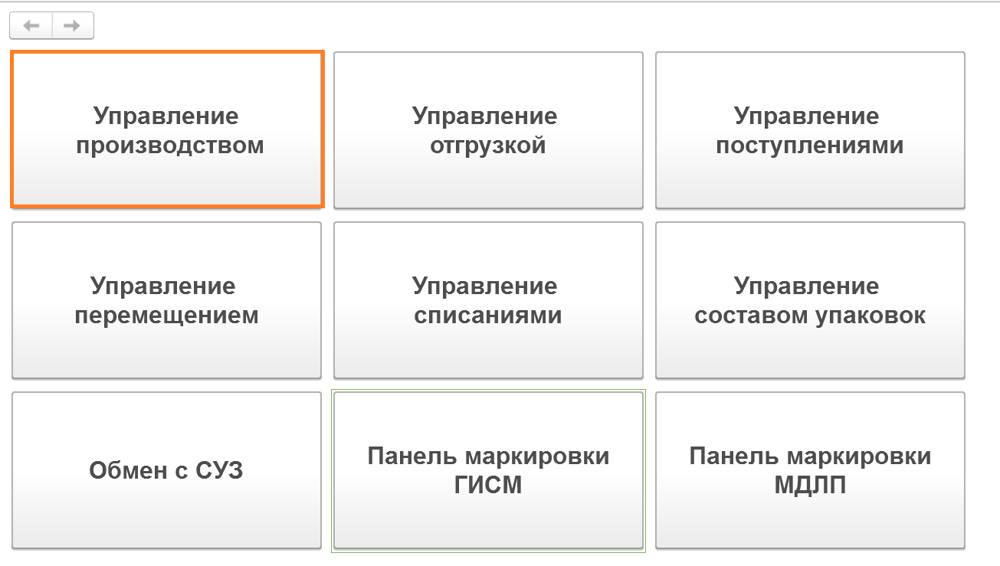 Управление
производством
Управление
отгрузкой
Управление
поступлениями
Управление
перемещением
Управление
списаниями
Управление
составом упаковок
Обмен с СУЗ
Панель маркировки
ГИСМ
Панель маркировки
МДЛП